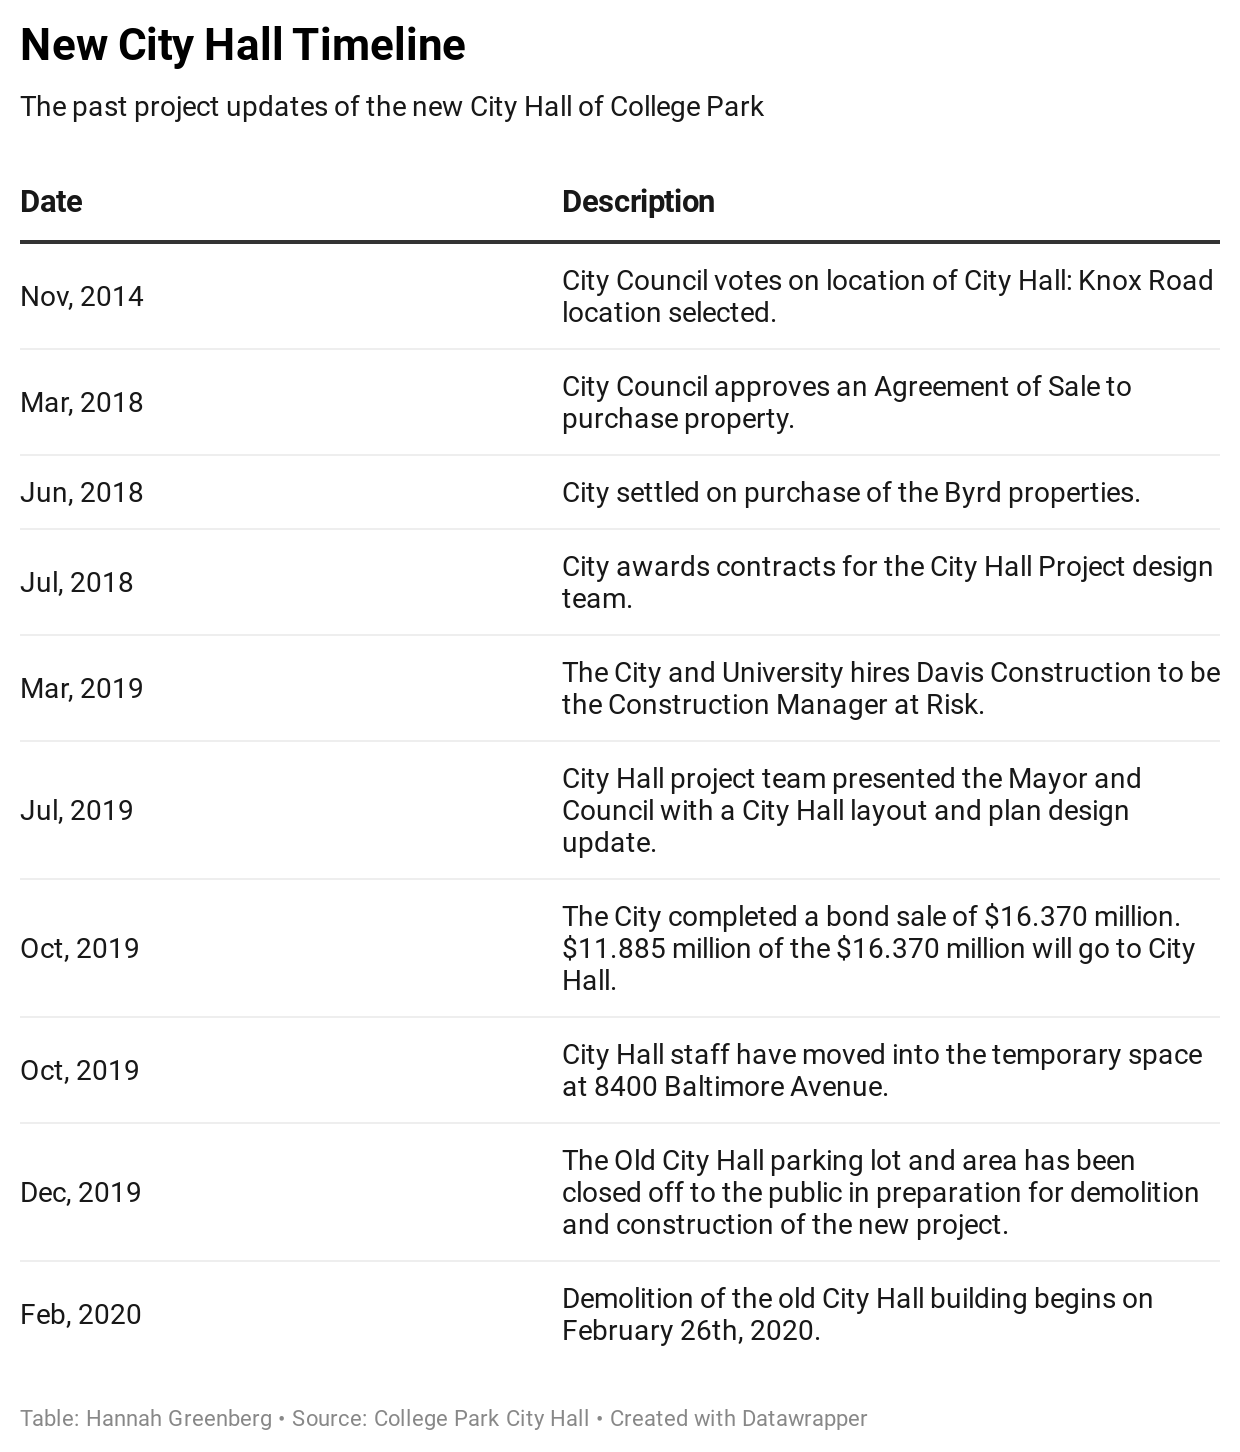 New City Hall Timeline
The past project updates of the new City Hall of College Park
Date Description
Nov, 2014 City Council votes on location of City Hall: Knox Road
location selected.
Mar, 2018 City Council approves an Agreement of Sale to
purchase property.
Jun, 2018 City settled on purchase of the Byrd properties.
Jul, 2018 City awards contracts for the City Hall Project design
team.
Mar, 2019 The City and University hires Davis Construction to be
the Construction Manager at Risk.
Jul, 2019 City Hall project team presented the Mayor and
Council with a City Hall layout and plan design
update.
Oct, 2019 The City completed a bond sale of $16.370 million.
$11.885 million of the $16.370 million will go to City
Hall.
Oct, 2019 City Hall staff have moved into the temporary space
at 8400 Baltimore Avenue.
Dec, 2019 The Old City Hall parking lot and area has been
closed off to the public in preparation for demolition
and construction of the new project.
Feb, 2020 Demolition of the old City Hall building begins on
February 26th, 2020.
Table: Hannah Greenberg • Source: College Park City Hall • Created with Datawrapper